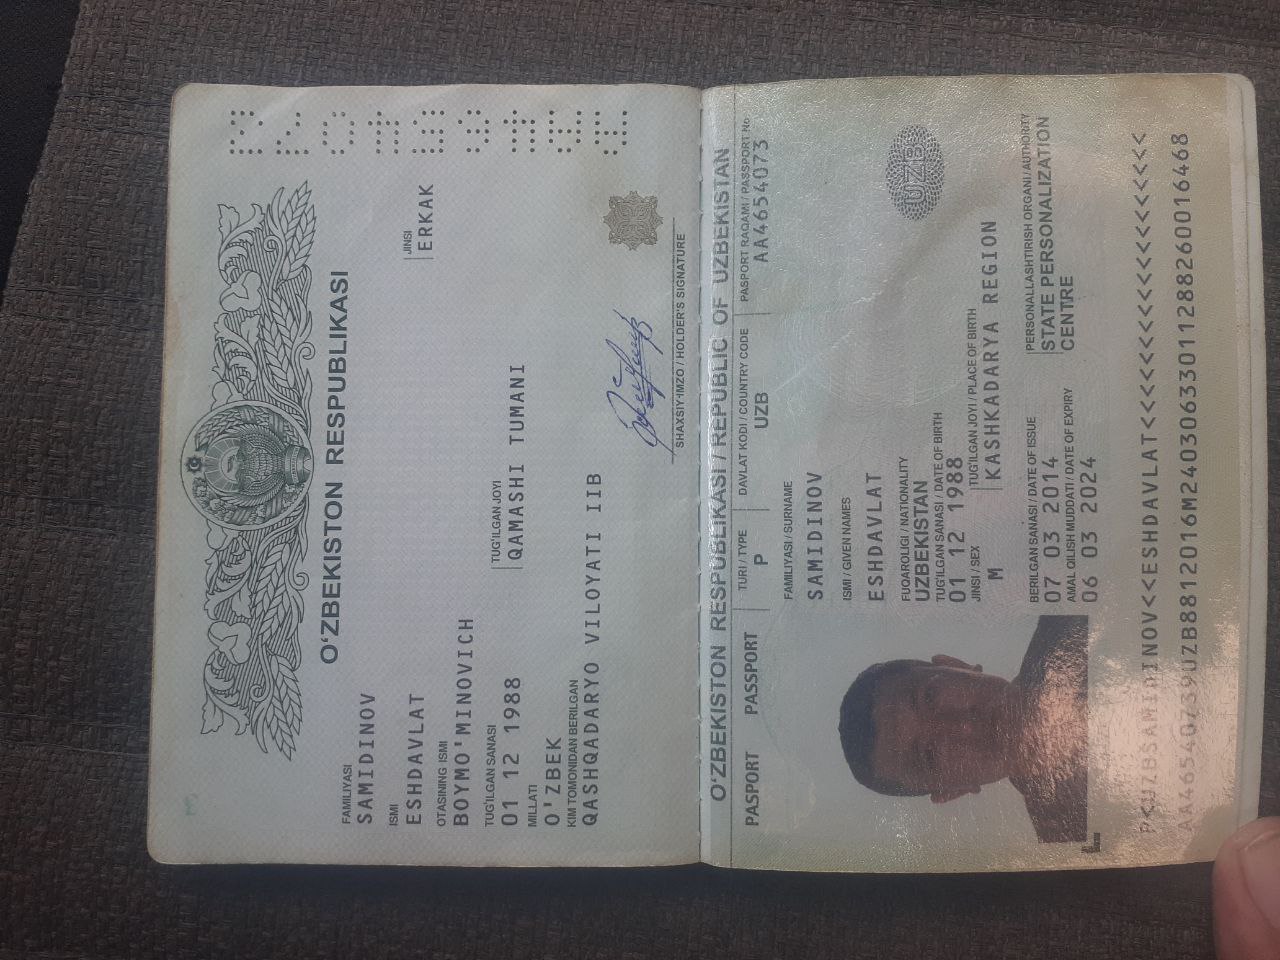 O‘ZBEKISTON RESPUBLIKASI
FAMILIYASI
SAMIDINOV
ISMI
ESHDAVLAT
JINSI
ERKAK
OTASINING ISMI
BOYMO'MINOVICH
TUG'ILGAN SANASI
01 12 1988
TUG'ILGAN JOYI
QAMASHI TUMANI
MILLATI
O'ZBEK
KIM TOMONIDAN BERILGAN
QASHQADARYO VILOYATI IIB
SHAXSIY IMZO / HOLDER'S SIGNATURE
O‘ZBEKISTON RESPUBLIKASI / REPUBLIC OF UZBEKISTAN
PASPORT PASSPORT
TURI / TYPE
P
DAVLAT KODI / COUNTRY CODE
UZB
PASPORT RAQAMI / PASSPORT No
AA4654073
FAMILIYASI / SURNAME
SAMIDINOV
ISMI / GIVEN NAMES
ESHDAVLAT
FUQAROLIGI / NATIONALITY
UZBEKISTAN
TUG'ILGAN SANASI / DATE OF BIRTH
01 12 1988
JINSI / SEX
M
TUG'ILGAN JOYI / PLACE OF BIRTH
KASHKADARYA REGION
BERILGAN SANASI / DATE OF ISSUE
07 03 2014
AMAL QILISH MUDDATI / DATE OF EXPIRY
06 03 2024
PERSONALLASHTIRISH ORGANI / AUTHORITY
STATE PERSONALIZATION
CENTRE
UZB